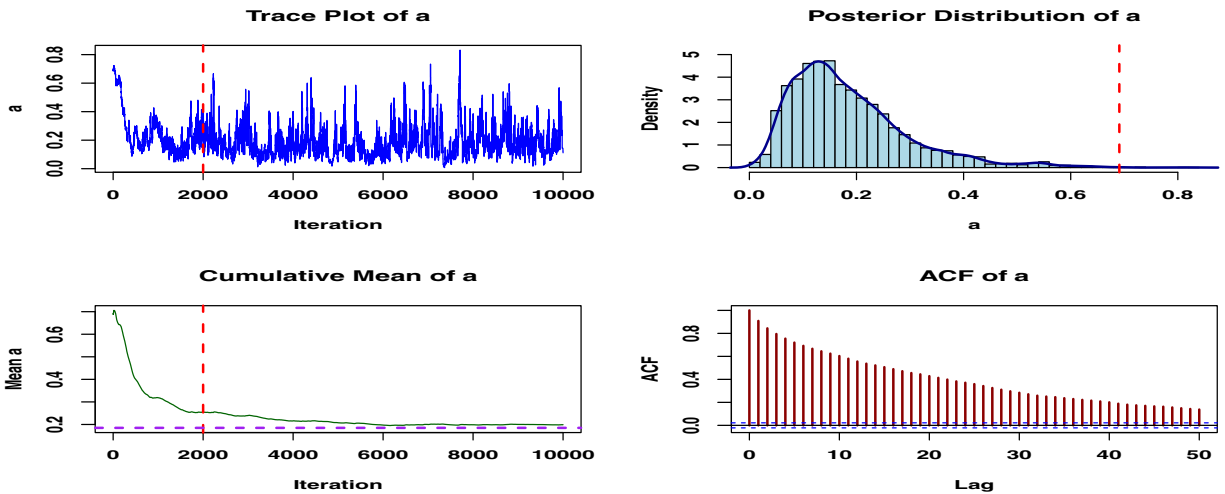 Trace Plot of a
a
0.0 0.2 0.4 0.6 0.8
0 2000 4000 6000 8000 10000
Iteration
Posterior Distribution of a
Density
0 1 2 3 4 5
0.0 0.2 0.4 0.6 0.8
a
Cumulative Mean of a
Mean a
0.2 0.4 0.6
0 2000 4000 6000 8000 10000
Iteration
ACF of a
ACF
0.0 0.4 0.8
0 10 20 30 40 50
Lag